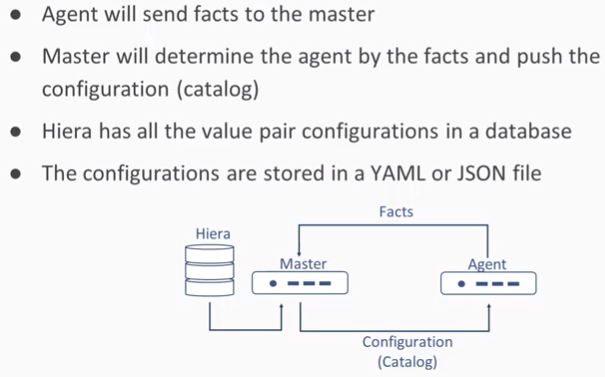 ● Agent will send facts to the master
● Master will determine the agent by the facts and push the
configuration (catalog)
● Hiera has all the value pair configurations in a database
● The configurations are stored in a YAML or JSON file
Facts
Hiera
Master
Agent
Configuration
(Catalog)